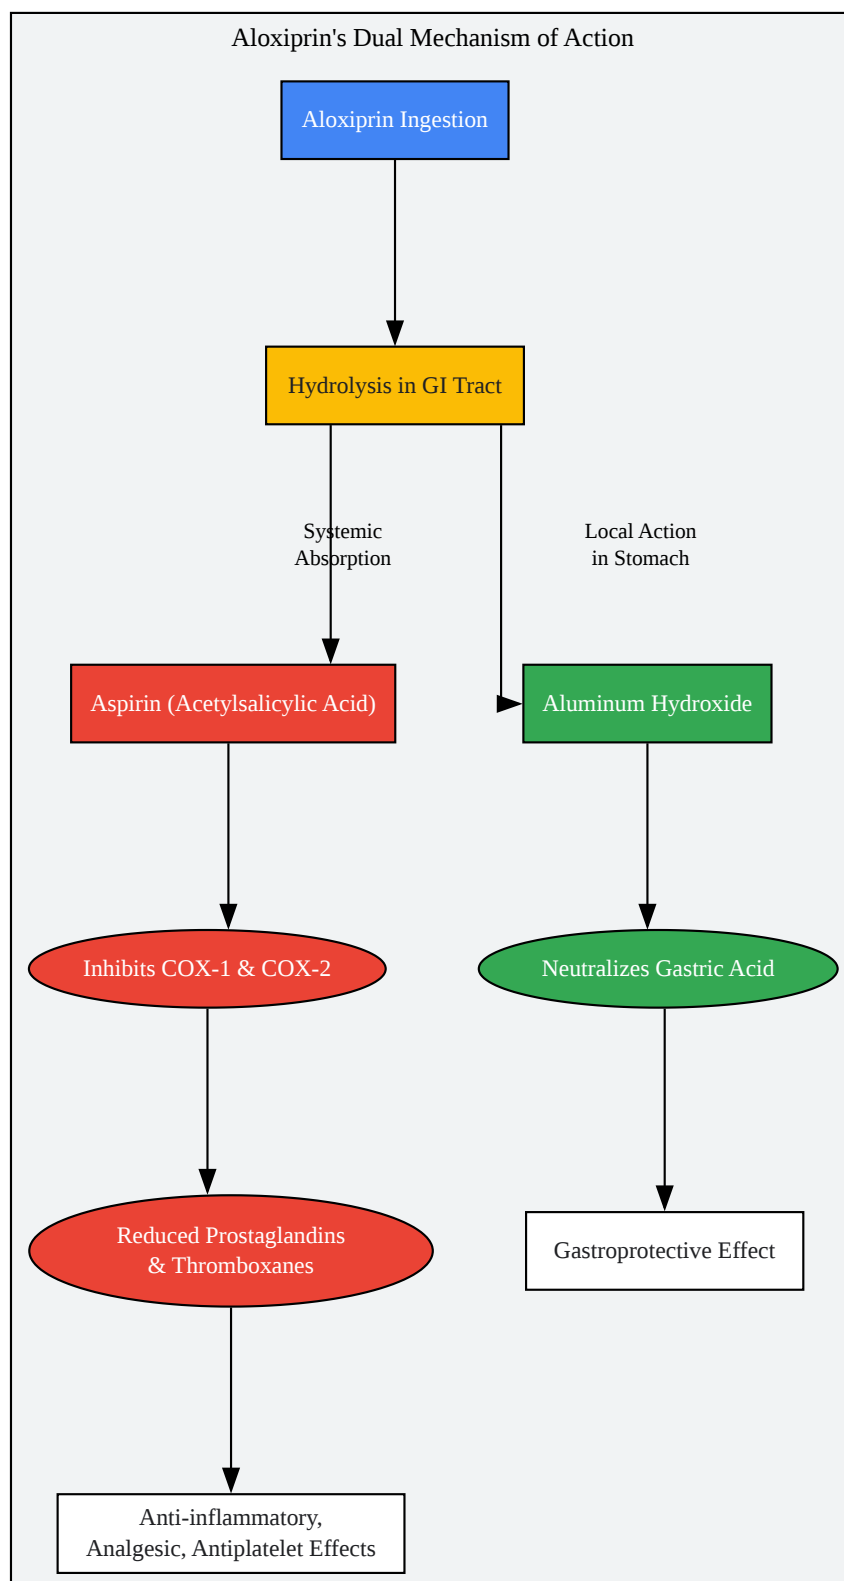 Aloxiprin's Dual Mechanism of Action
Aloxiprin Ingestion
Hydrolysis in GI Tract
Systemic
Absorption
Local Action
in Stomach
Aspirin (Acetylsalicylic Acid)
Aluminum Hydroxide
Inhibits COX-1 & COX-2
Neutralizes Gastric Acid
Reduced Prostaglandins
& Thromboxanes
Gastroprotective Effect
Anti-inflammatory,
Analgesic, Antiplatelet Effects